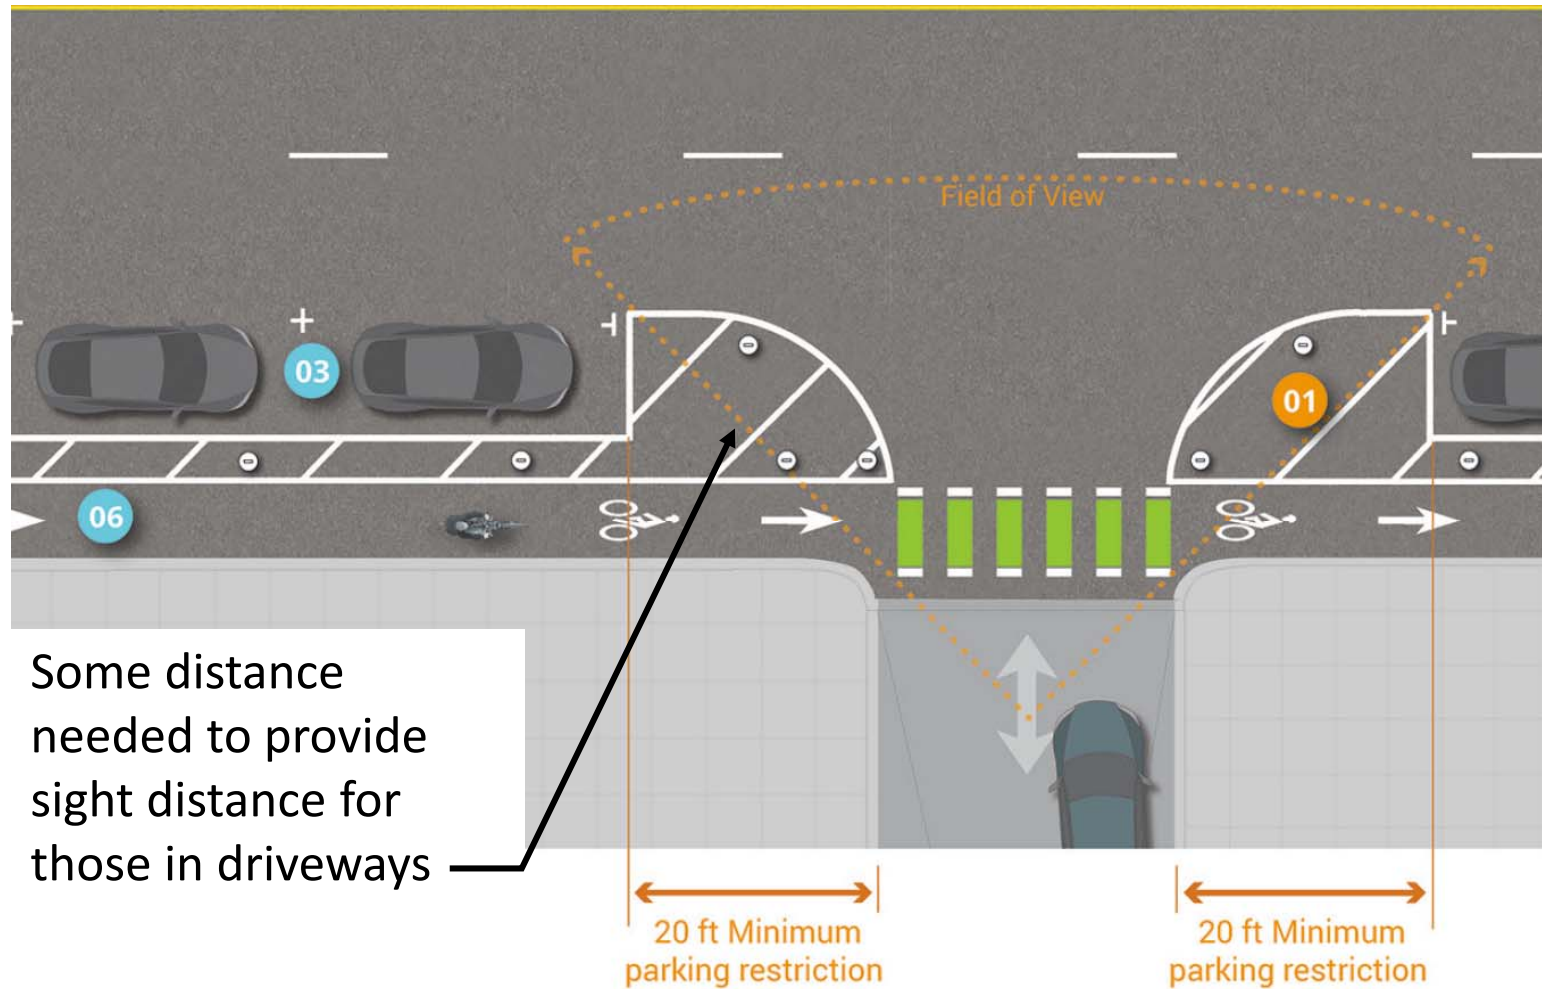 Field of View
03
01
06
Some distance
needed to provide
sight distance for
those in driveways
20 ft Minimum
parking restriction
20 ft Minimum
parking restriction